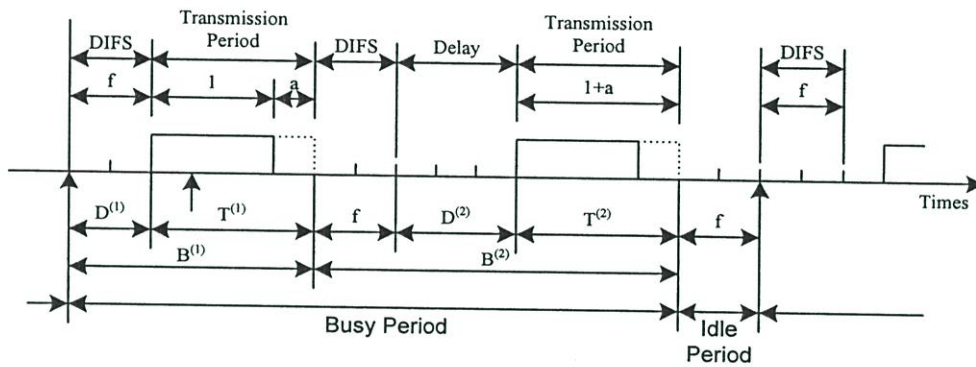 Transmission Period
Transmission Period
DIFS
DIFS
Delay
DIFS
f
1
a
1+a
f
Times
D(1)
T(1)
f
D(2)
T(2)
f
B(1)
B(2)
Busy Period
Idle Period